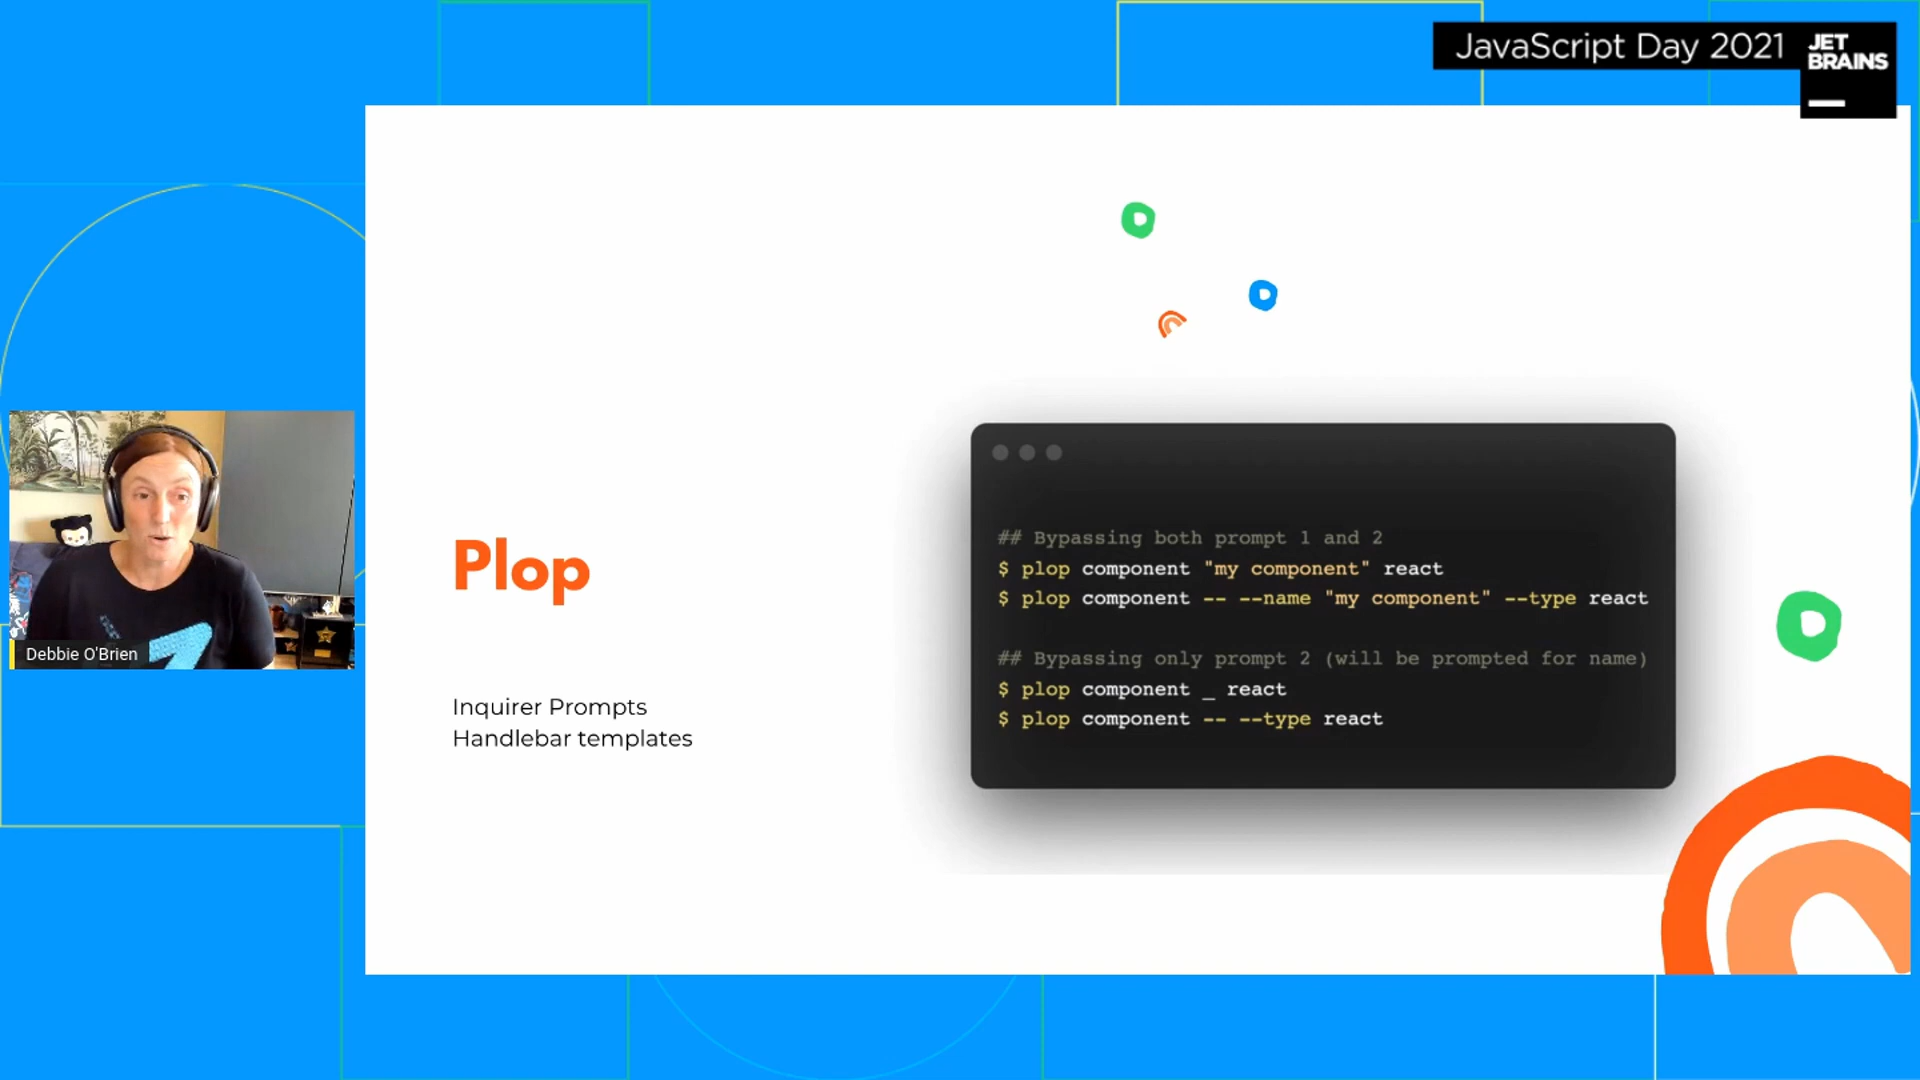 JavaScript Day 2021
JET
BRAINS
Plop
Inquirer Prompts
Handlebar templates
## Bypassing both prompt 1 and 2
$ plop component "my component" react
$ plop component -- --name "my component" --type react
## Bypassing only prompt 2 (will be prompted for name)
$ plop component _ react
$ plop component -- --type react
Debbie O'Brien